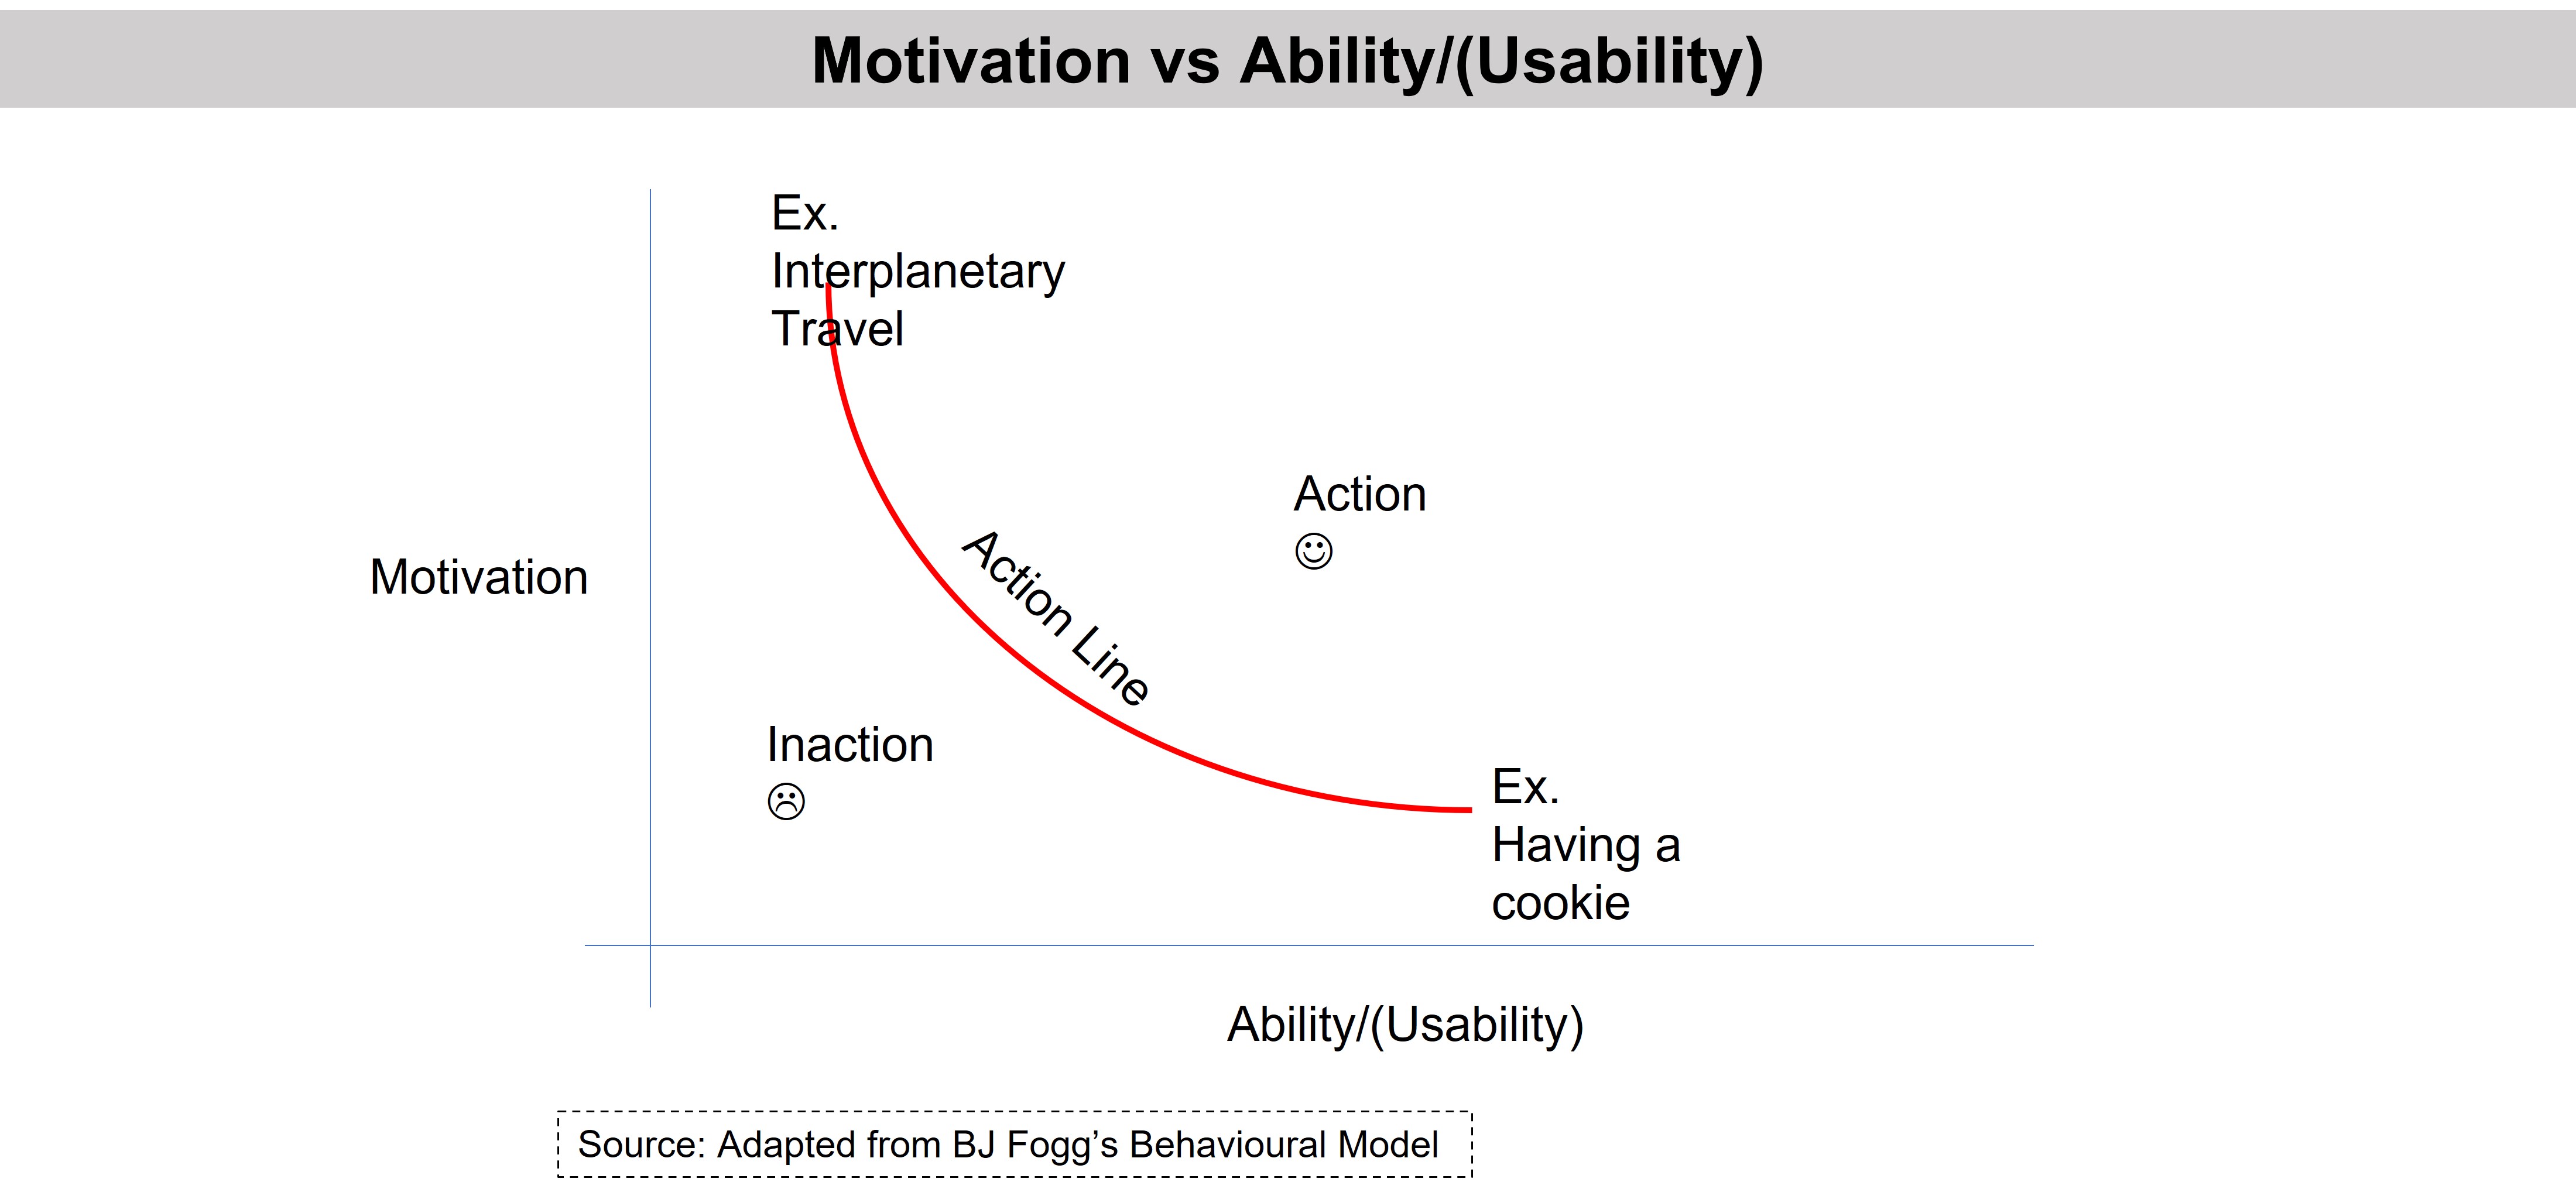 Motivation vs Ability/(Usability)
Ex.
Interplanetary
Travel
Action
☺
Motivation
Action Line
Inaction
☹
Ex.
Having a
cookie
Ability/(Usability)
Source: Adapted from BJ Fogg’s Behavioural Model